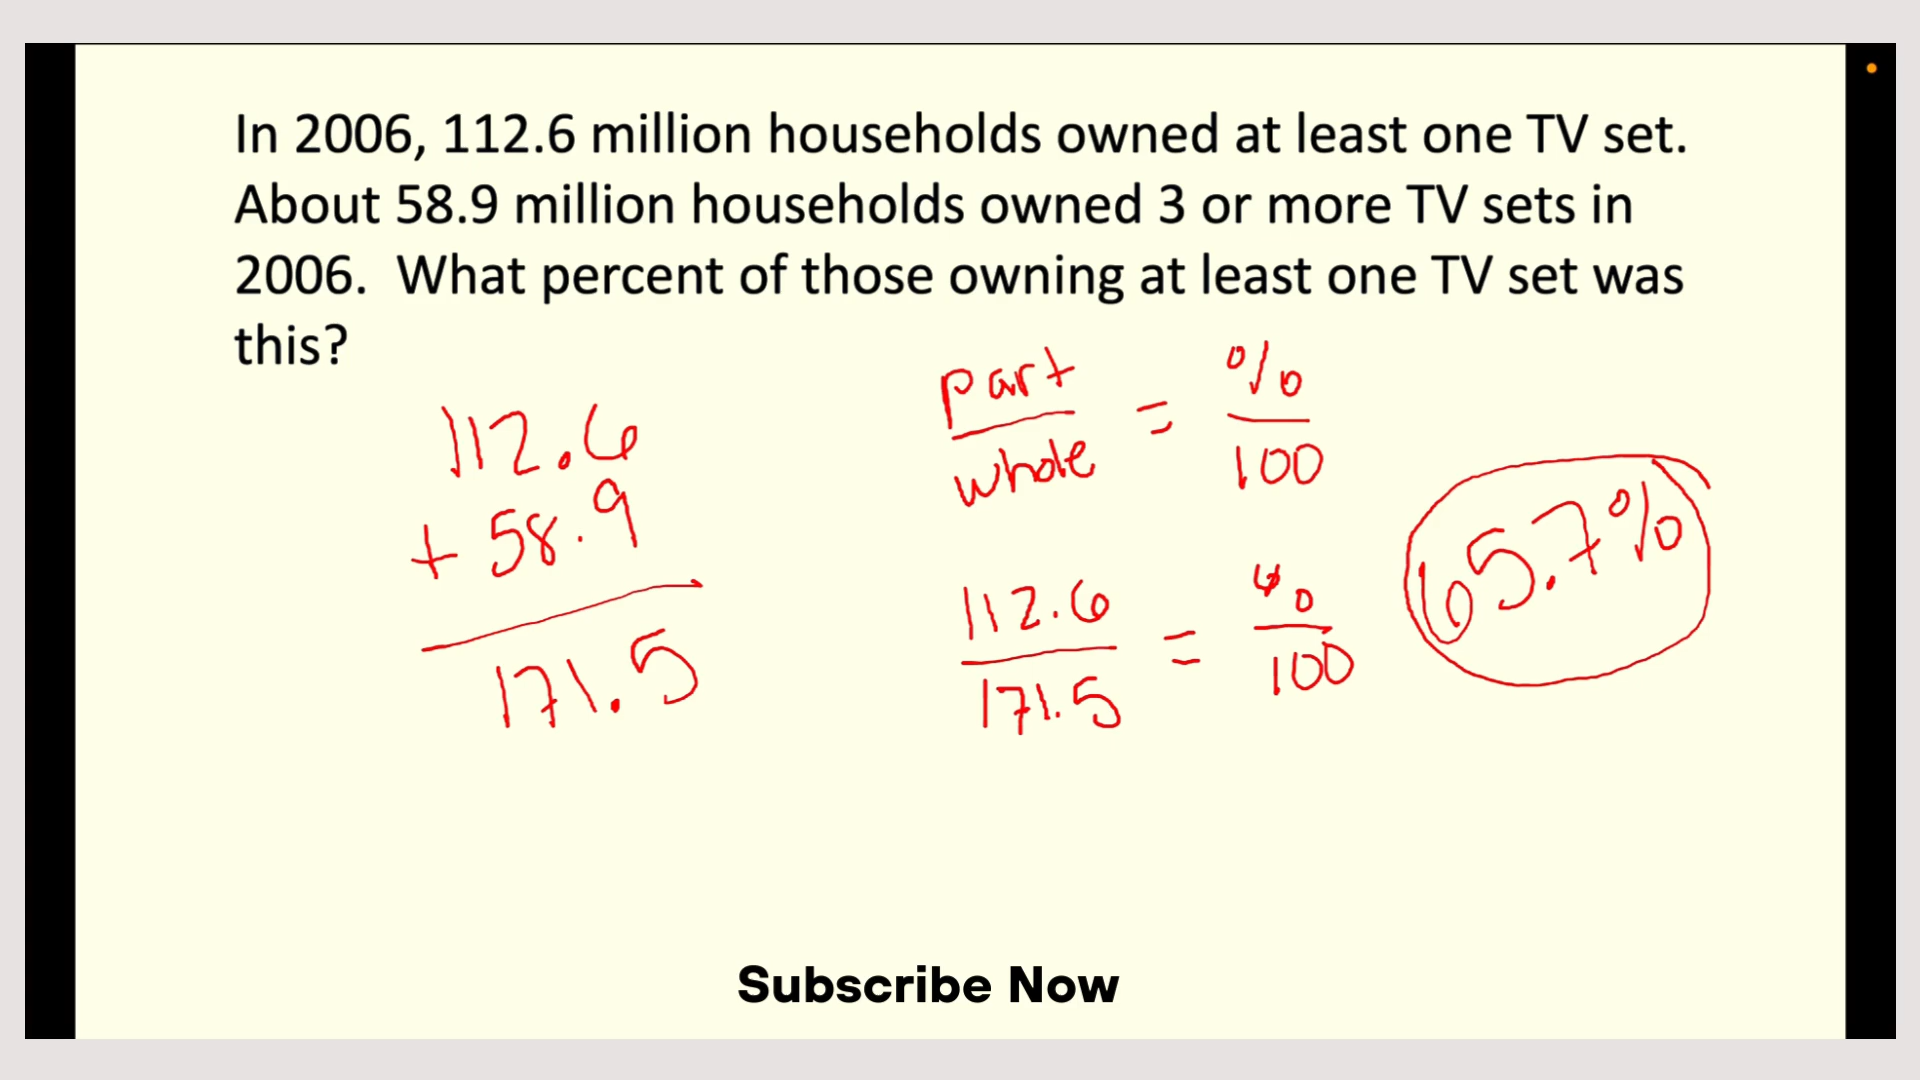 In 2006, 112.6 million households owned at least one TV set.
About 58.9 million households owned 3 or more TV sets in
2006. What percent of those owning at least one TV set was
this?
112.6
+ 58.9
171.5
part
whole
=
%
100
112.6
171.5
=
%
100
65.7%
Subscribe Now